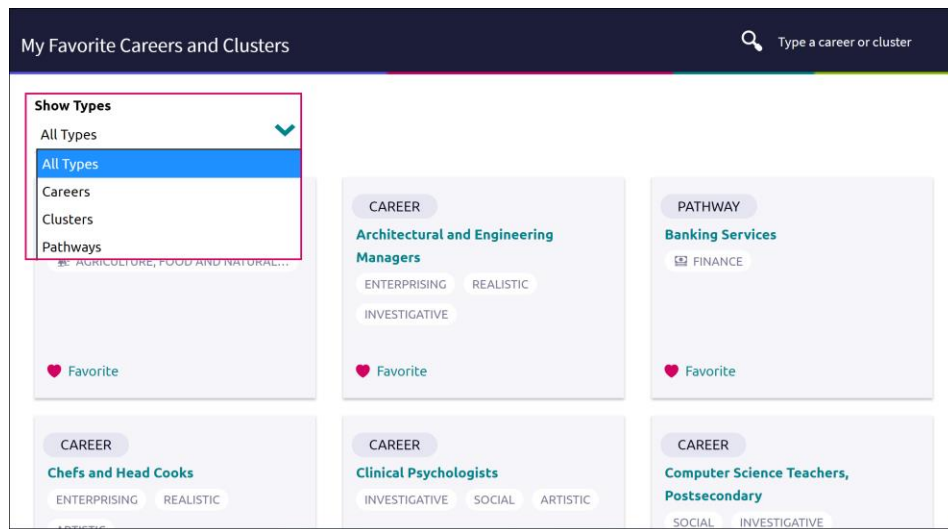 My Favorite Careers and Clusters
Type a career or cluster
Show Types
All Types
All Types
Careers
Clusters
Pathways
AGRICULTURE, FOOD AND NATURAL...
Favorite
CAREER
Architectural and Engineering
Managers
ENTERPRISING REALISTIC
INVESTIGATIVE
Favorite
PATHWAY
Banking Services
FINANCE
Favorite
CAREER
Chefs and Head Cooks
ENTERPRISING REALISTIC
ARTISTIC
CAREER
Clinical Psychologists
INVESTIGATIVE SOCIAL ARTISTIC
CAREER
Computer Science Teachers,
Postsecondary
SOCIAL INVESTIGATIVE